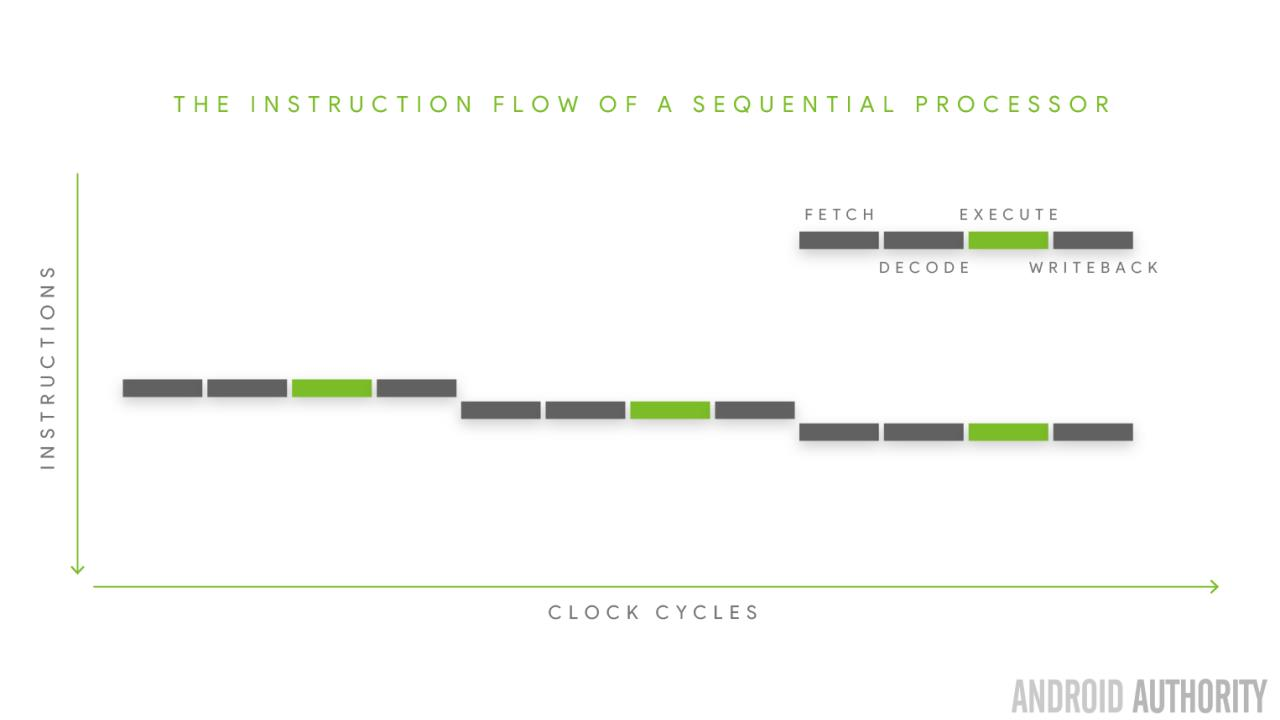 THE INSTRUCTION FLOW OF A SEQUENTIAL PROCESSOR
FETCH
EXECUTE
DECODE
WRITEBACK
INSTRUCTIONS
CLOCK CYCLES
ANDROID AUTHORITY